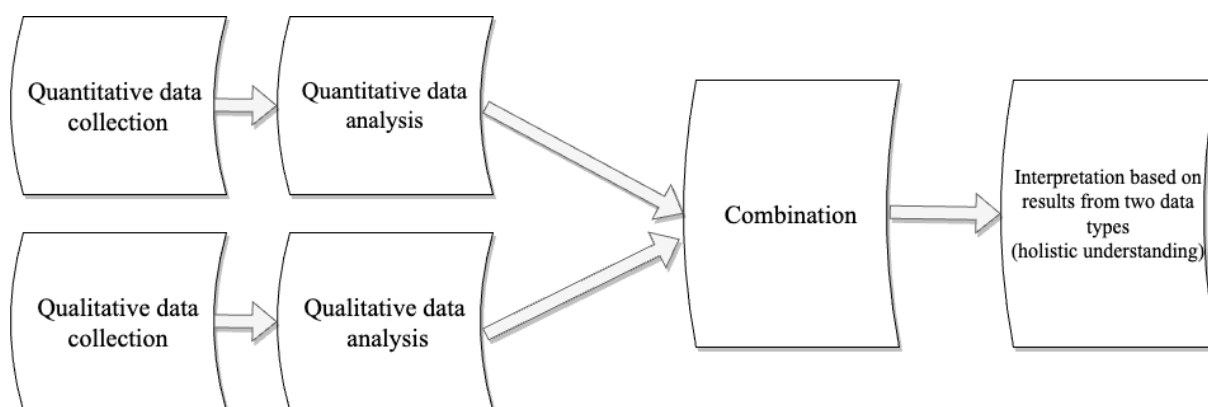 Quantitative data
collection
Quantitative data
analysis
Qualitative data
collection
Qualitative data
analysis
Combination
Interpretation based on
results from two data
types
(holistic understanding)